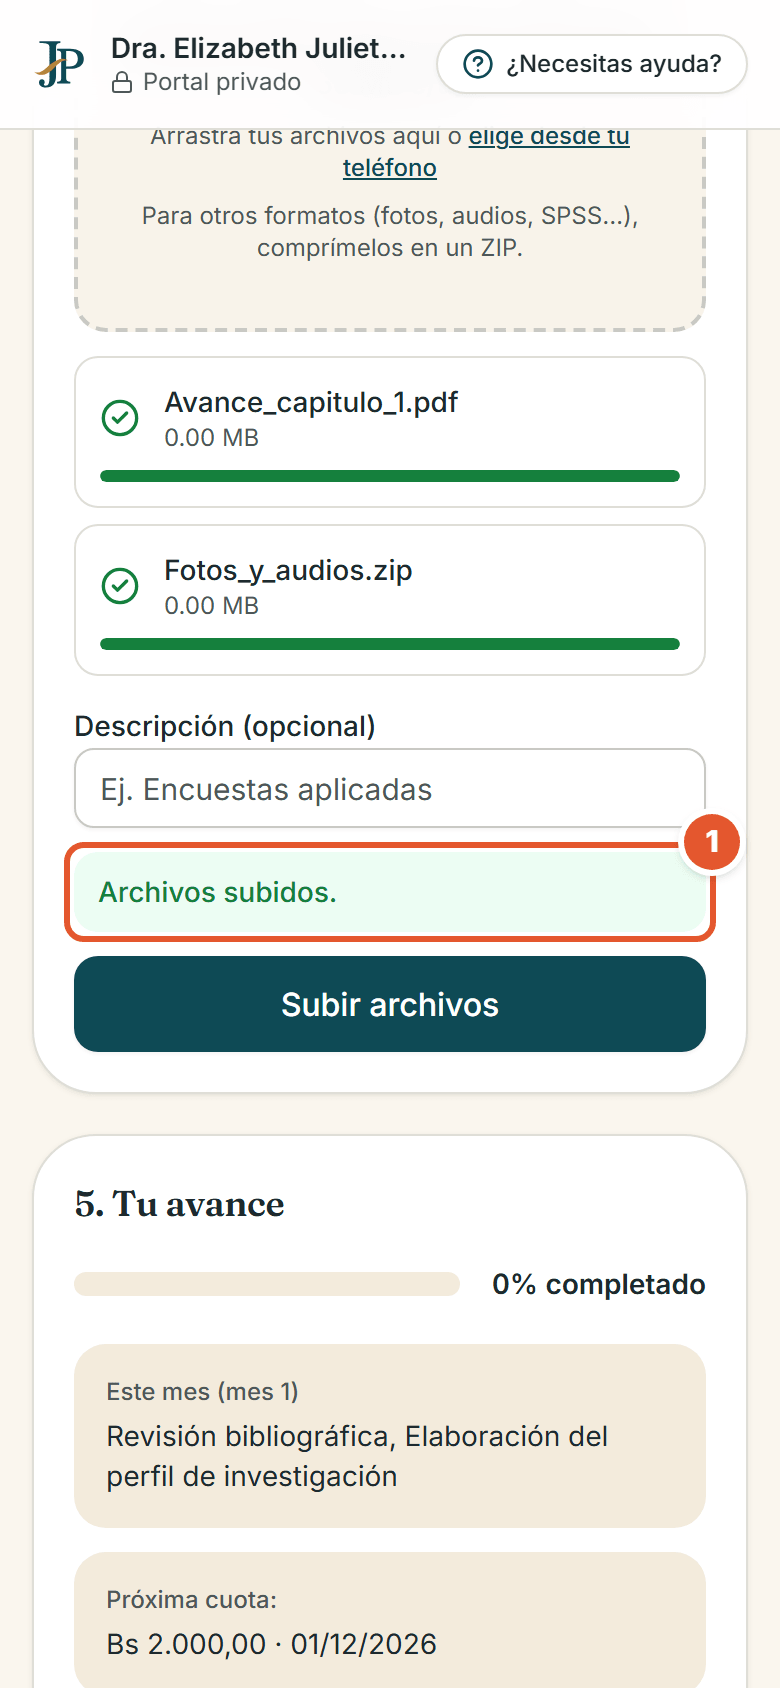 JP
Dra. Elizabeth Juliet...
Portal privado
¿Necesitas ayuda?
Arrastra tus archivos aquí o elige desde tu
teléfono
Para otros formatos (fotos, audios, SPSS...),
comprímelos en un ZIP.
Avance_capitulo_1.pdf
0.00 MB
Fotos_y_audios.zip
0.00 MB
Descripción (opcional)
Ej. Encuestas aplicadas
1
Archivos subidos.
Subir archivos
5. Tu avance
0% completado
Este mes (mes 1)
Revisión bibliográfica, Elaboración del
perfil de investigación
Próxima cuota:
Bs 2.000,00 · 01/12/2026